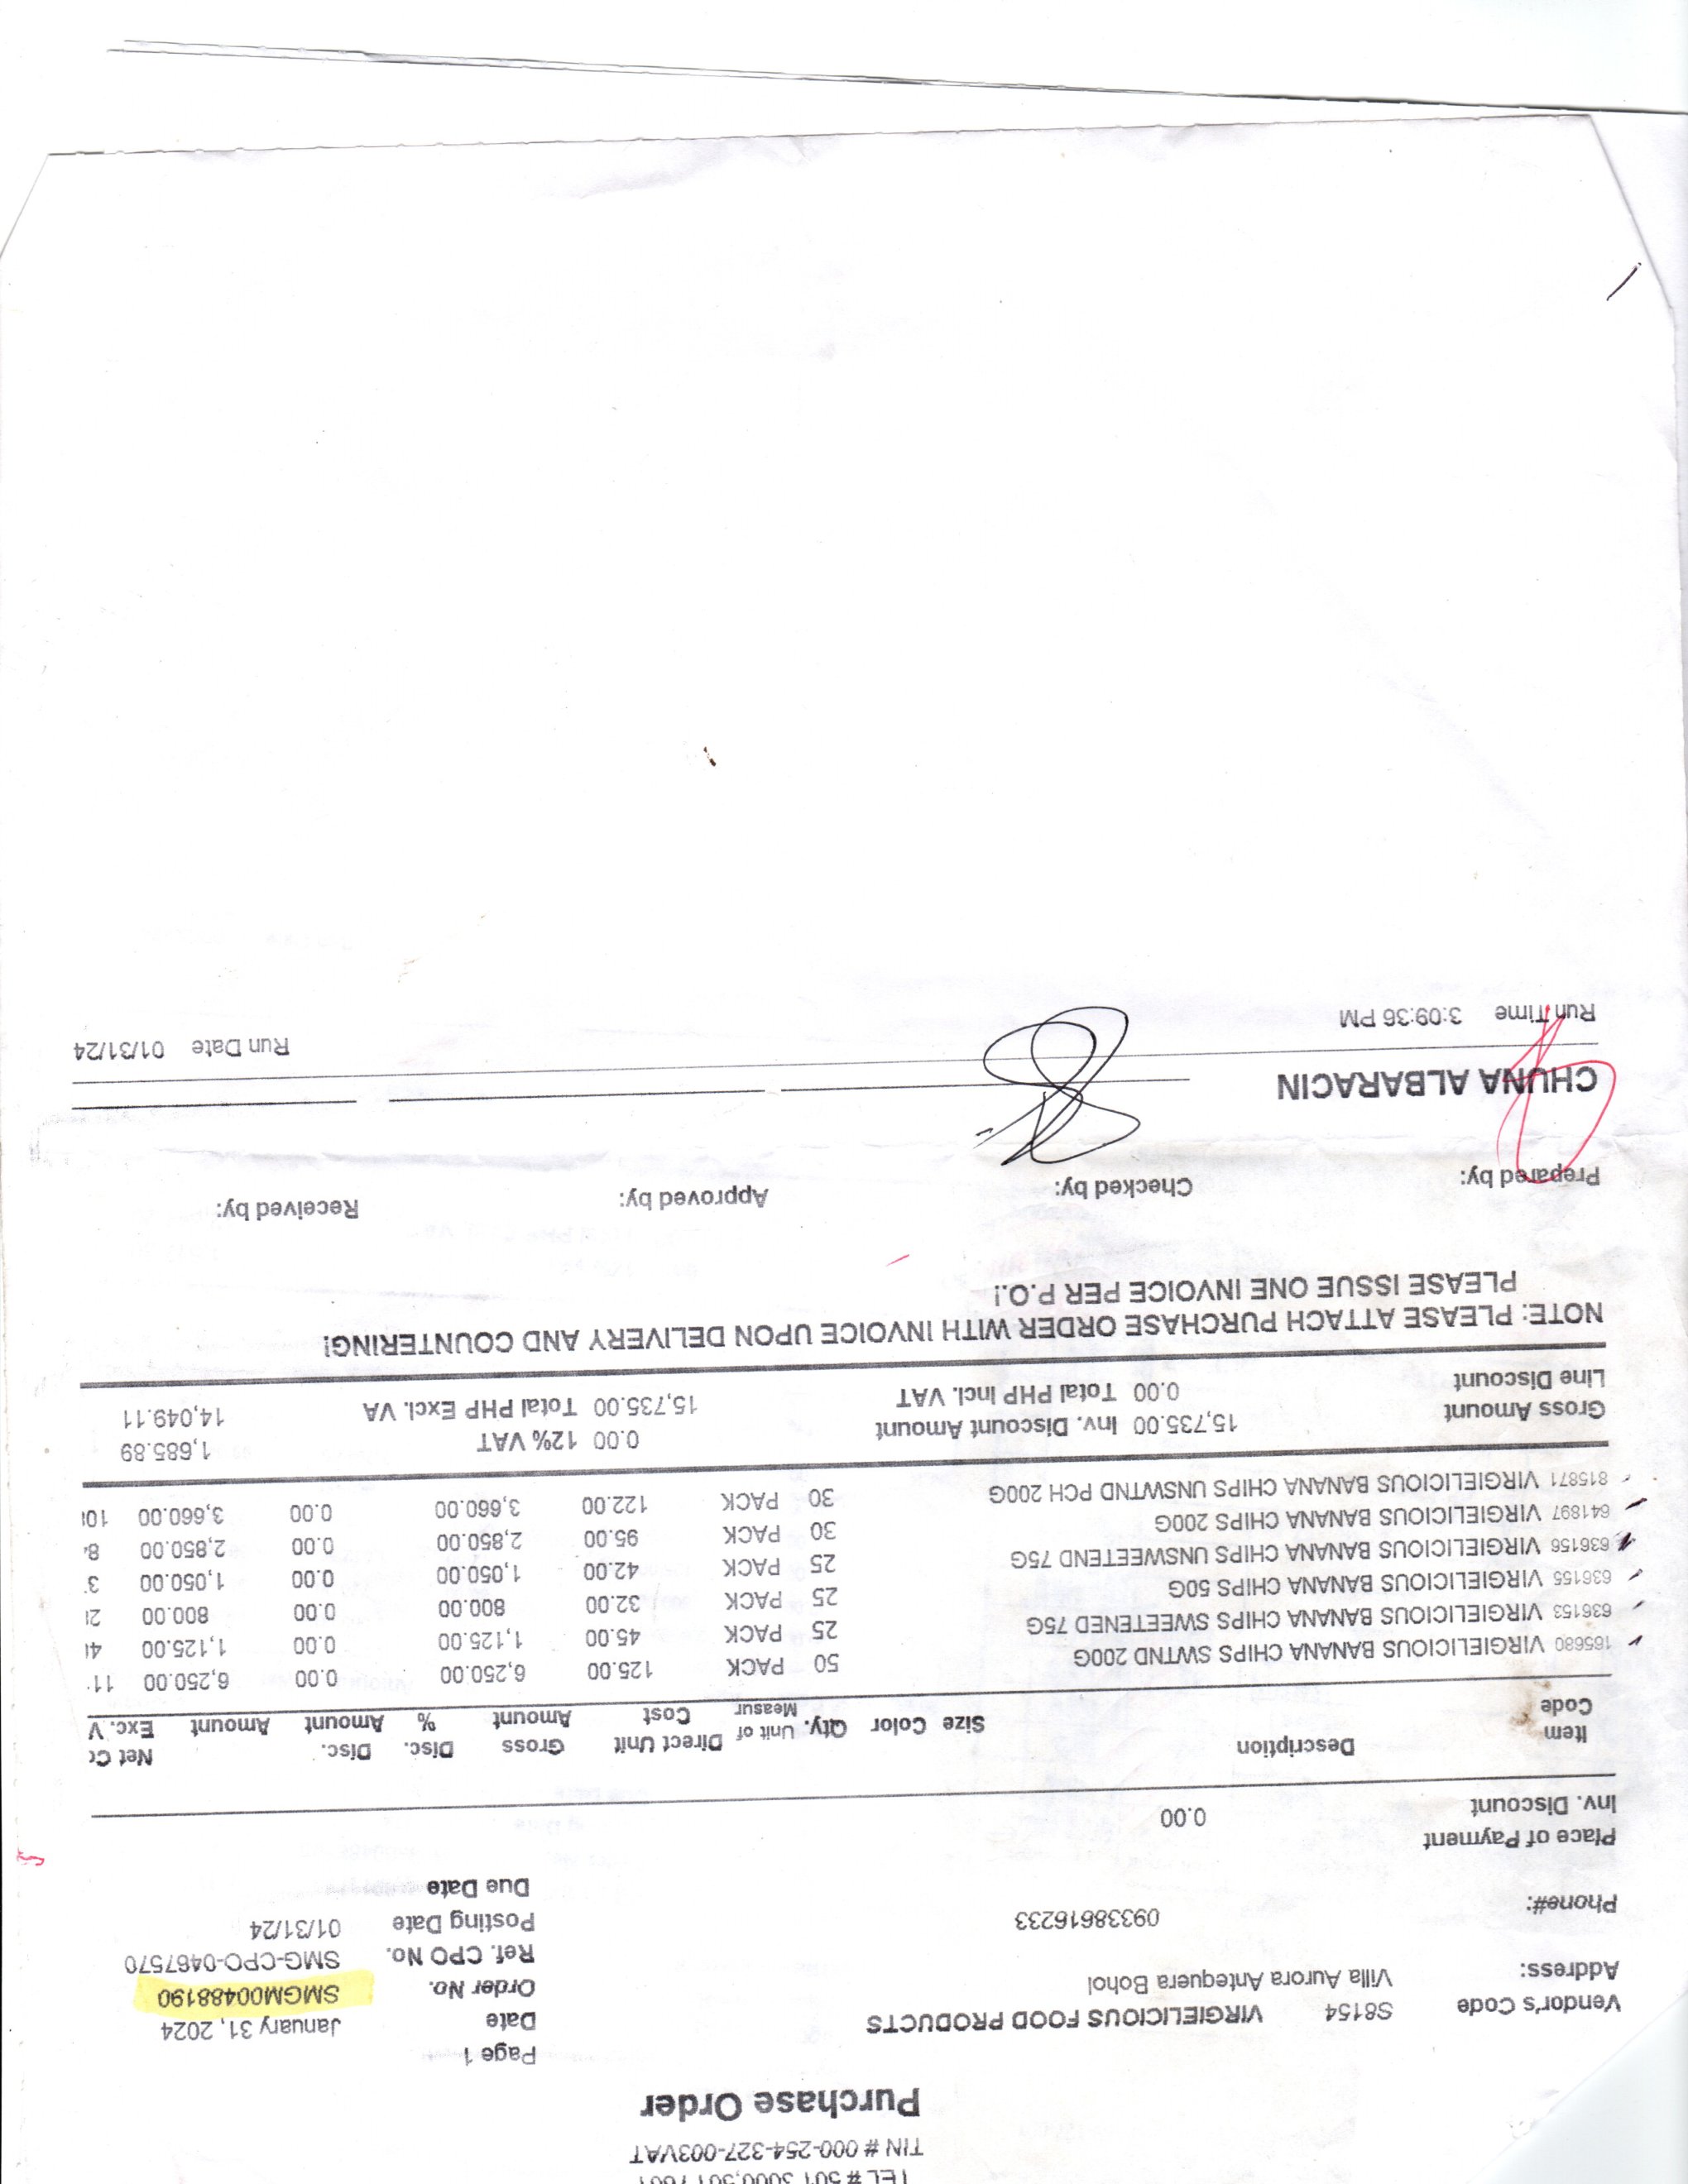 TEL # 501 3000;501
TIN # 000-254-327-003VAT
Purchase Order
Page 1
Vendor's Code S8154 VIRGIELICIOUS FOOD PRODUCTS Date January 31, 2024
Address: Villa Aurora Antequera Bohol Order No. SMGM00488190
Ref. CPO No. SMG-CPO-0467570
Phone#: 09338616233 Posting Date 01/31/24
Due Date
Place of Payment
Inv. Discount 0.00
Item Code Description Size Color Qty. Unit of Measur Direct Unit Cost Gross Amount Disc. % Disc. Amount Amount Net Exc. V
165680 VIRGIELICIOUS BANANA CHIPS SWTND 200G 50 PACK 125.00 6,250.00 0.00 6,250.00
636153 VIRGIELICIOUS BANANA CHIPS SWEETENED 75G 25 PACK 45.00 1,125.00 0.00 1,125.00
636155 VIRGIELICIOUS BANANA CHIPS 50G 25 PACK 32.00 800.00 0.00 800.00
636156 VIRGIELICIOUS BANANA CHIPS UNSWEETEND 75G 25 PACK 42.00 1,050.00 0.00 1,050.00
641897 VIRGIELICIOUS BANANA CHIPS 200G 30 PACK 95.00 2,850.00 0.00 2,850.00
815871 VIRGIELICIOUS BANANA CHIPS UNSWTND PCH 200G 30 PACK 122.00 3,660.00 0.00 3,660.00
Gross Amount 15,735.00 Inv. Discount Amount 0.00 12% VAT 1,685.89
Line Discount 0.00 Total PHP Incl. VAT 15,735.00 Total PHP Excl. VA 14,049.11
NOTE: PLEASE ATTACH PURCHASE ORDER WITH INVOICE UPON DELIVERY AND COUNTERING!
PLEASE ISSUE ONE INVOICE PER P.O.!
Prepared by: Checked by: Approved by: Received by:
CHUNA ALBARACIN
Run Time 3:09:36 PM Run Date 01/31/24